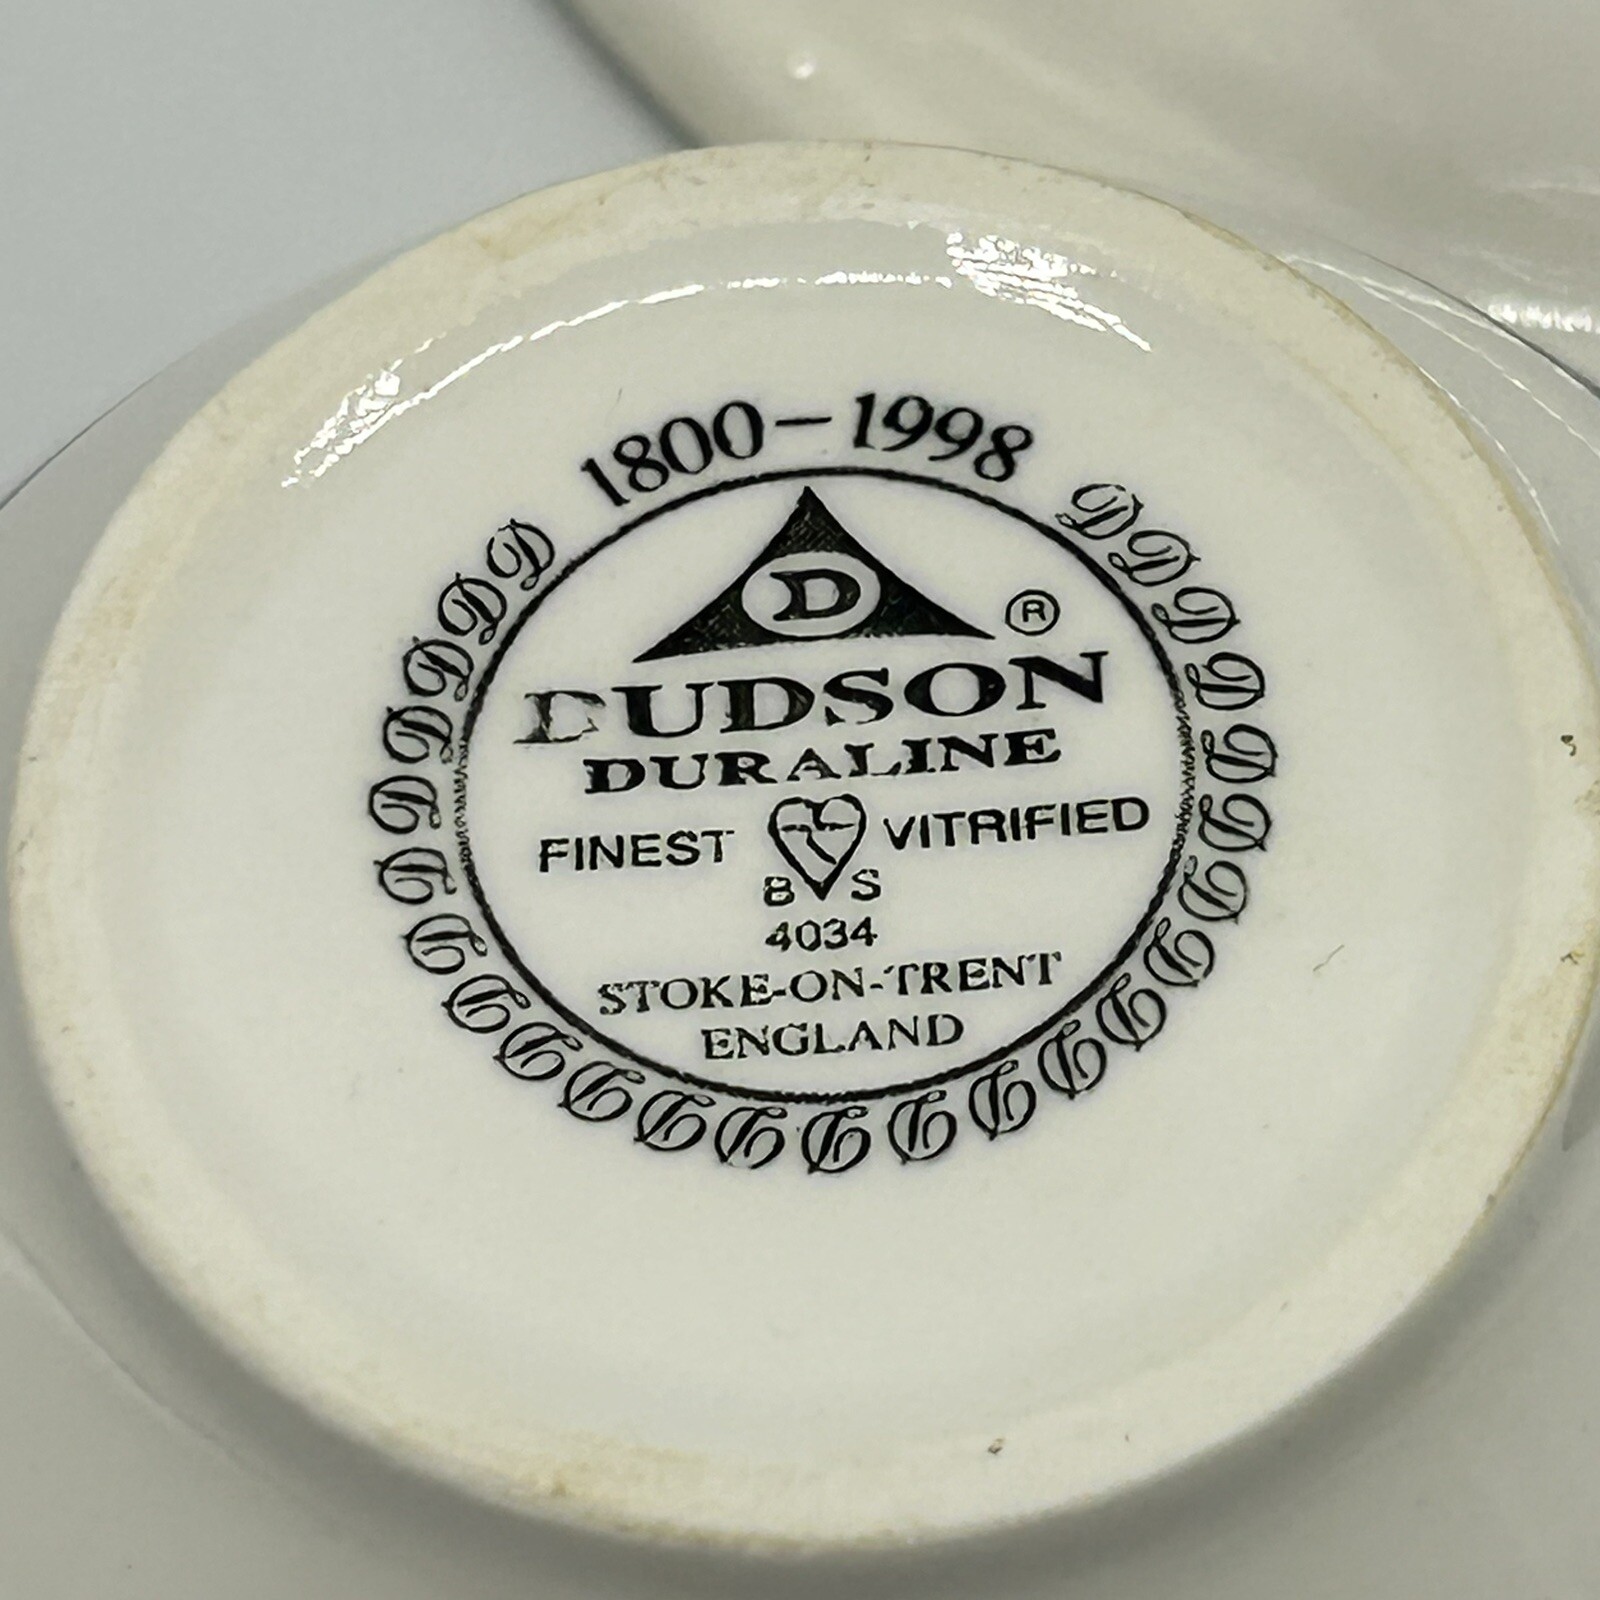 1800-1998
D D D D D D D D D D D D D D D D D D D D D D D D D D
D
®
DUDSON
DURALINE
FINEST VITRIFIED
B S
4034
STOKE-ON-TRENT
ENGLAND